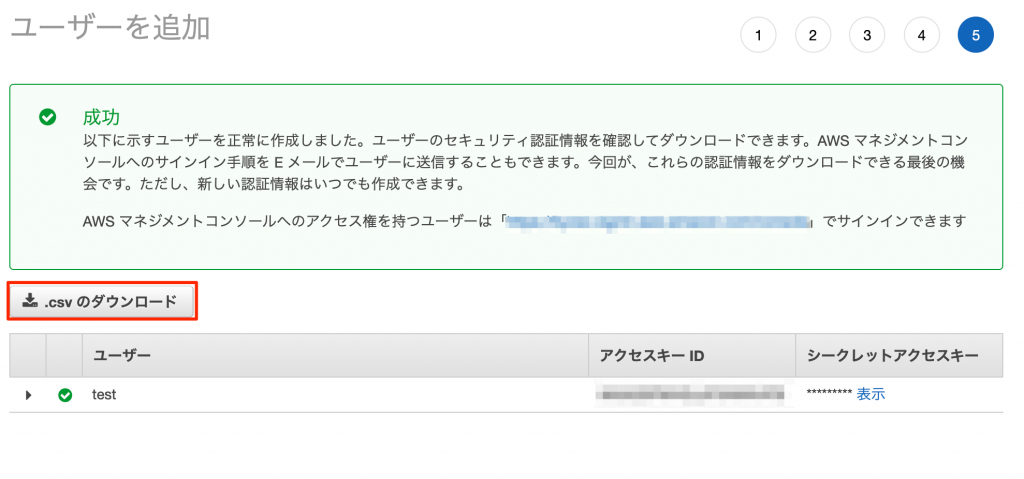 ユーザーを追加
1 2 3 4 5
成功
以下に示すユーザーを正常に作成しました。ユーザーのセキュリティ認証情報を確認してダウンロードできます。AWS マネジメントコン
ソールへのサインイン手順を E メールでユーザーに送信することもできます。今回が、これらの認証情報をダウンロードできる最後の機
会です。ただし、新しい認証情報はいつでも作成できます。
AWS マネジメントコンソールへのアクセス権を持つユーザーは「」でサインインできます
.csv のダウンロード
ユーザー アクセスキー ID シークレットアクセスキー
test ********* 表示